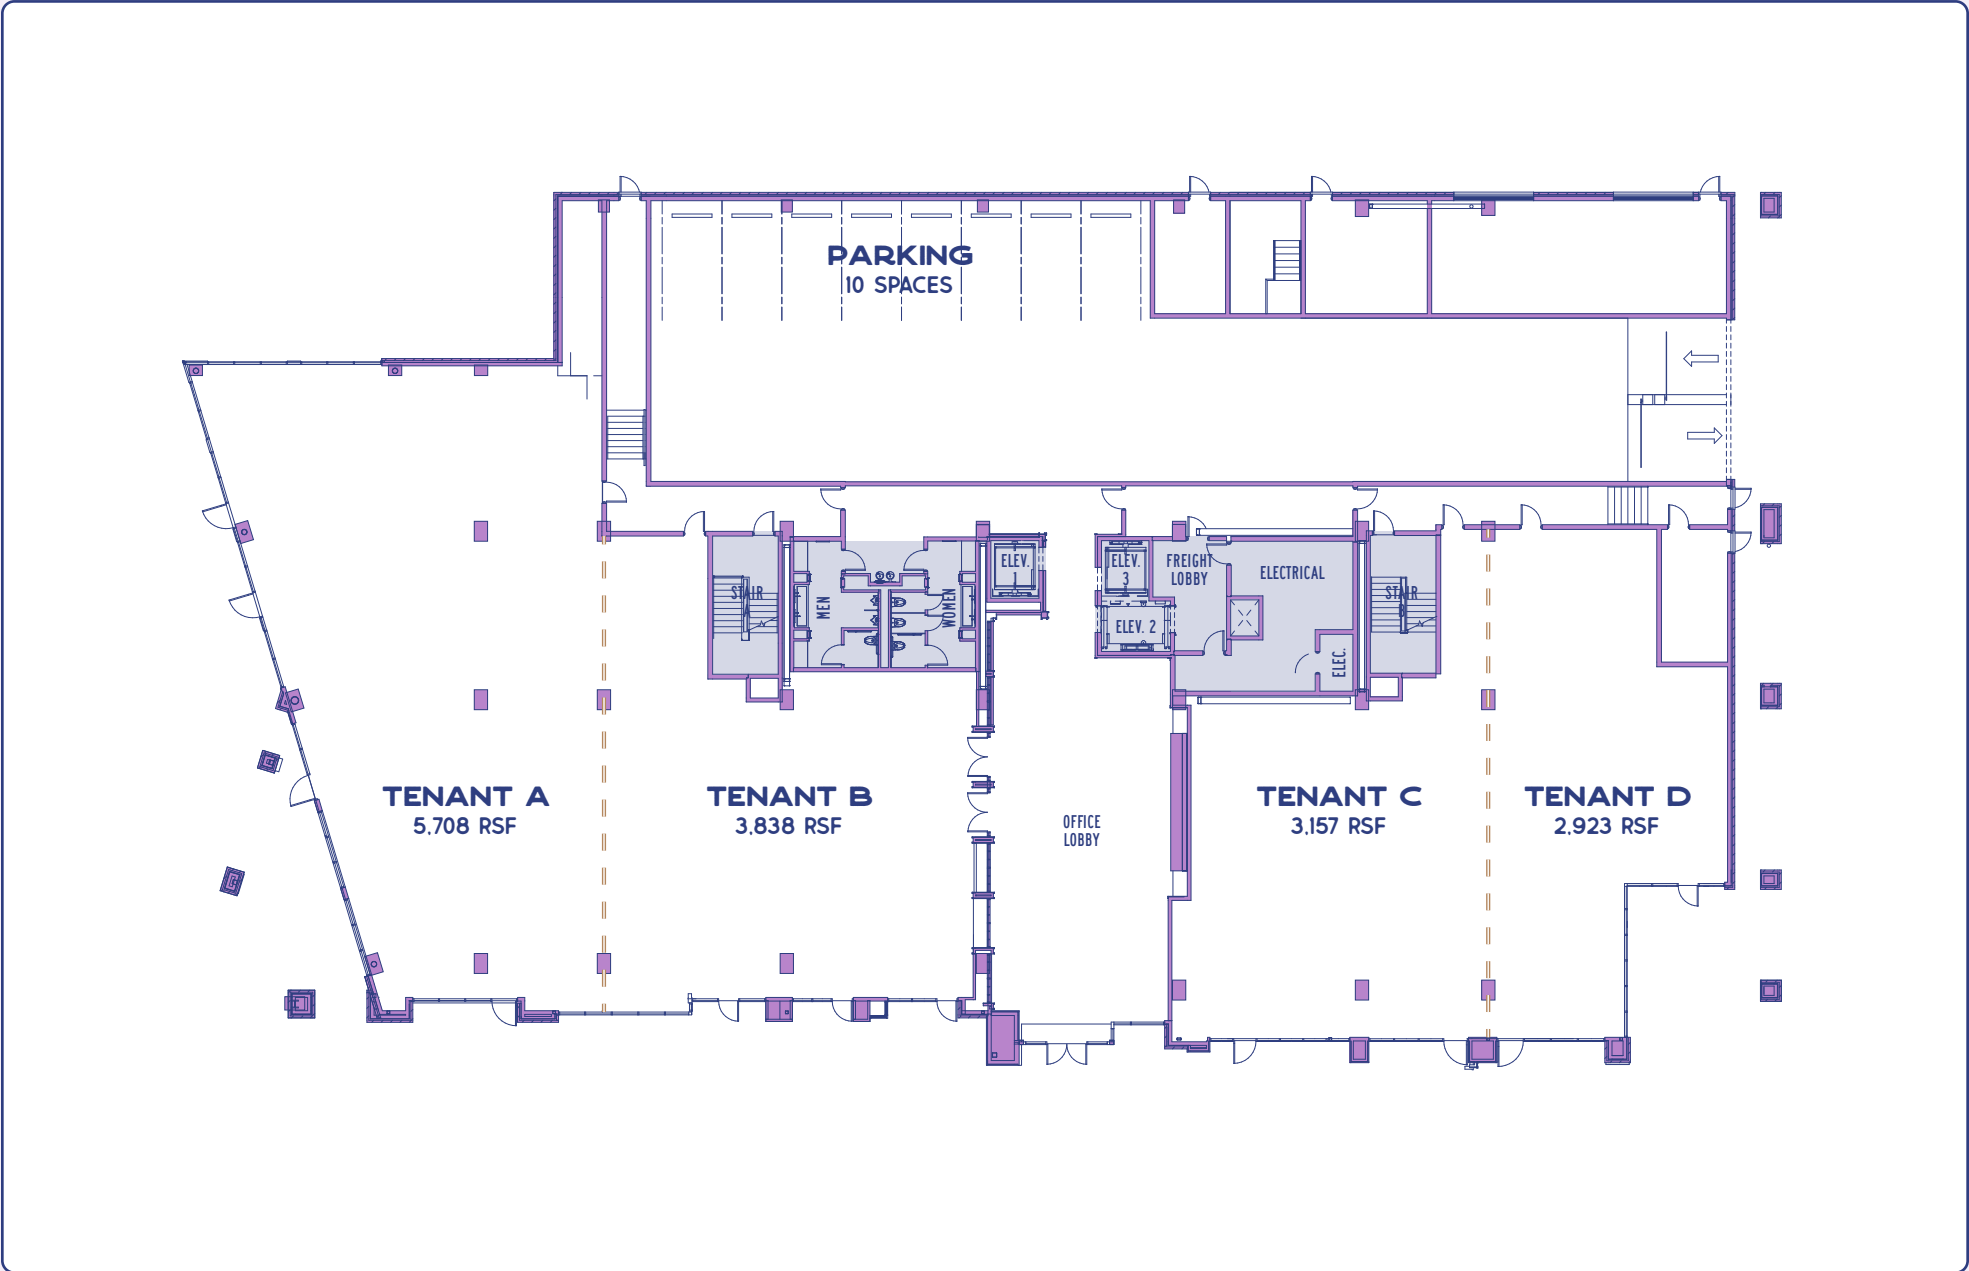 PARKING
10 SPACES
STAIR
A
MEN
WOMEN
ELEV.
1
ELEV.
3
ELEV. 2
FREIGHT
LOBBY
ELECTRICAL
ELEC.
STAIR
B
TENANT A
5,708 RSF
TENANT B
3,838 RSF
OFFICE
LOBBY
TENANT C
3,157 RSF
TENANT D
2,923 RSF